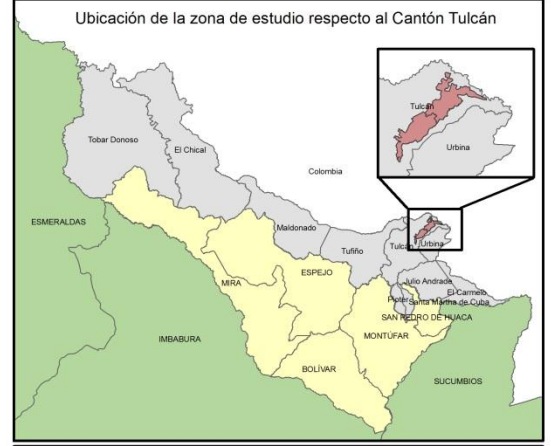 Ubicación de la zona de estudio respecto al Cantón Tulcán
Tulcán
Urbina
Tobar Donoso
El Chical
Colombia
ESMERALDAS
Maldonado
Tufiño
Tulcán
Urbina
ESPEJO
MIRA
Julio Andrade
El Carmelo
Pioter
Santa Martha de Cuba
SAN PEDRO DE HUACA
MONTÚFAR
IMBABURA
BOLÍVAR
SUCUMBIOS